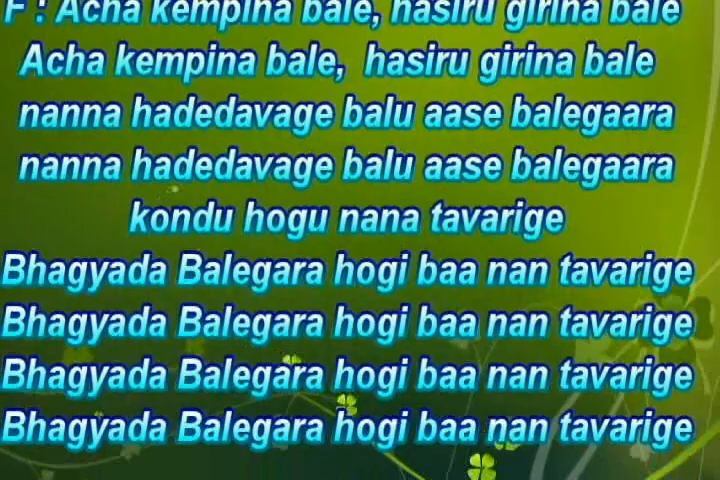 F : Acha kempina bale, hasiru girina bale
Acha kempina bale, hasiru girina bale
nanna hadedavage balu aase balegaara
nanna hadedavage balu aase balegaara
kondu hogu nana tavarige
Bhagyada Balegara hogi baa nan tavarige
Bhagyada Balegara hogi baa nan tavarige
Bhagyada Balegara hogi baa nan tavarige
Bhagyada Balegara hogi baa nan tavarige